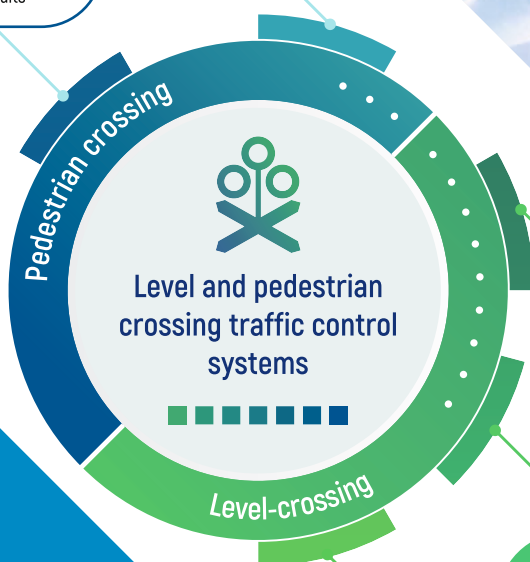 Pedestrian crossing
Level and pedestrian
crossing traffic control
systems
Level-crossing